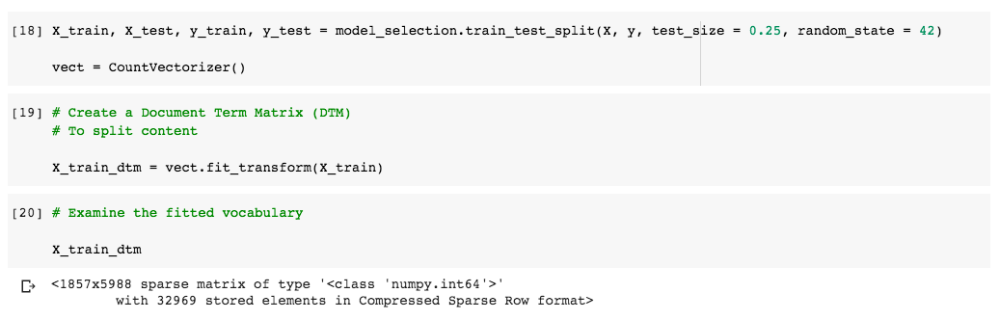 [18] X_train, X_test, y_train, y_test = model_selection.train_test_split(X, y, test_size = 0.25, random_state = 42)
vect = CountVectorizer()
[19] # Create a Document Term Matrix (DTM)
# To split content
X_train_dtm = vect.fit_transform(X_train)
[20] # Examine the fitted vocabulary
X_train_dtm
<1857x5988 sparse matrix of type '<class 'numpy.int64'>'
with 32969 stored elements in Compressed Sparse Row format>